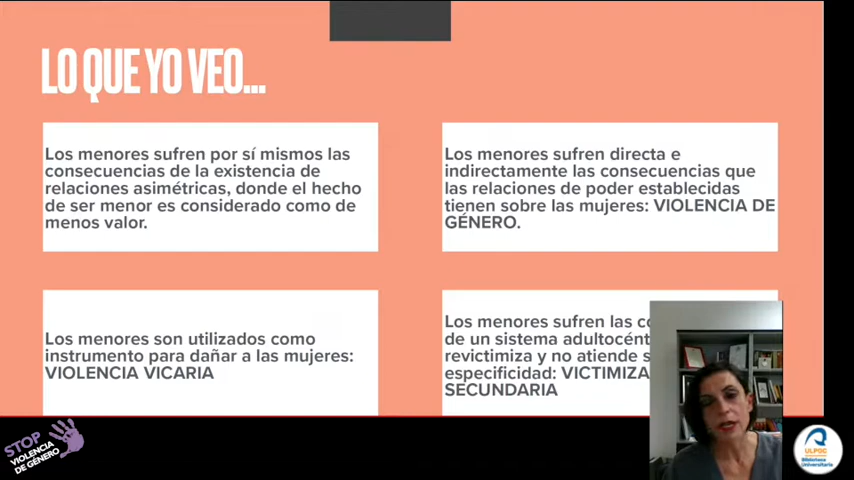 LO QUE YO VEO...
Los menores sufren por sí mismos las
consecuencias de la existencia de
relaciones asimétricas, donde el hecho
de ser menor es considerado como de
menos valor.
Los menores sufren directa e
indirectamente las consecuencias que
las relaciones de poder establecidas
tienen sobre las mujeres: VIOLENCIA DE
GÉNERO.
Los menores son utilizados como
instrumento para dañar a las mujeres:
VIOLENCIA VICARIA
Los menores sufren las
de un sistema
revictimiza y no atiende
especificidad:
SECUNDARIA
STOP
VIOLENCIA
DE GÉNERO
ULPGC
Biblioteca
Universitaria